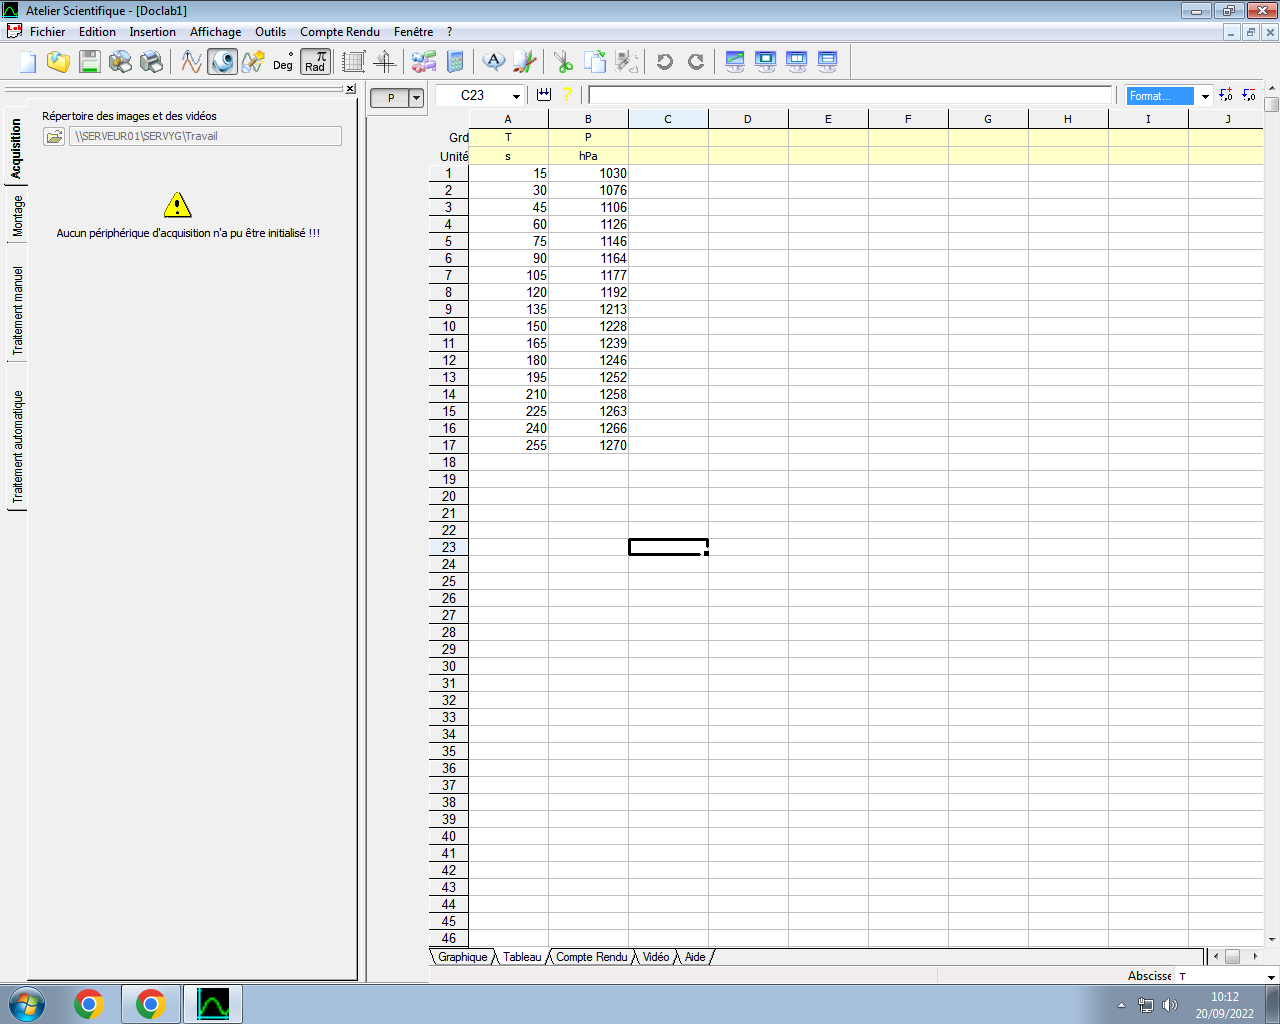 Atelier Scientifique - [Doclab1]
Fichier Edition Insertion Affichage Outils Compte Rendu Fenêtre ?
Deg π Rad
P C23 Format...
Répertoire des images et des vidéos
\\SERVEUR01\SERVYG\Travail
Aucun périphérique d'acquisition n'a pu être initialisé !!!
Acquisition
Montage
Traitement manuel
Traitement automatique
A B C D E F G H I J
Grd T P
Unité s hPa
1 15 1030
2 30 1076
3 45 1106
4 60 1126
5 75 1146
6 90 1164
7 105 1177
8 120 1192
9 135 1213
10 150 1228
11 165 1239
12 180 1246
13 195 1252
14 210 1258
15 225 1263
16 240 1266
17 255 1270
18
19
20
21
22
23
24
25
26
27
28
29
30
31
32
33
34
35
36
37
38
39
40
41
42
43
44
45
46
Graphique Tableau Compte Rendu Vidéo Aide
Abscisse T
10:12
20/09/2022